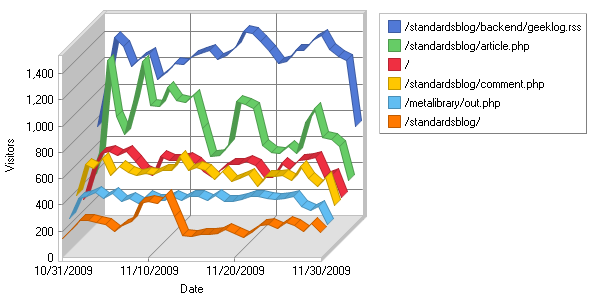 /standardsblog/backend/geeklog.rss
/standardsblog/article.php
/
/standardsblog/comment.php
/metalibrary/out.php
/standardsblog/
Visitors
1,400
1,200
1,000
800
600
400
200
0
10/31/2009 11/10/2009 11/20/2009 11/30/2009
Date